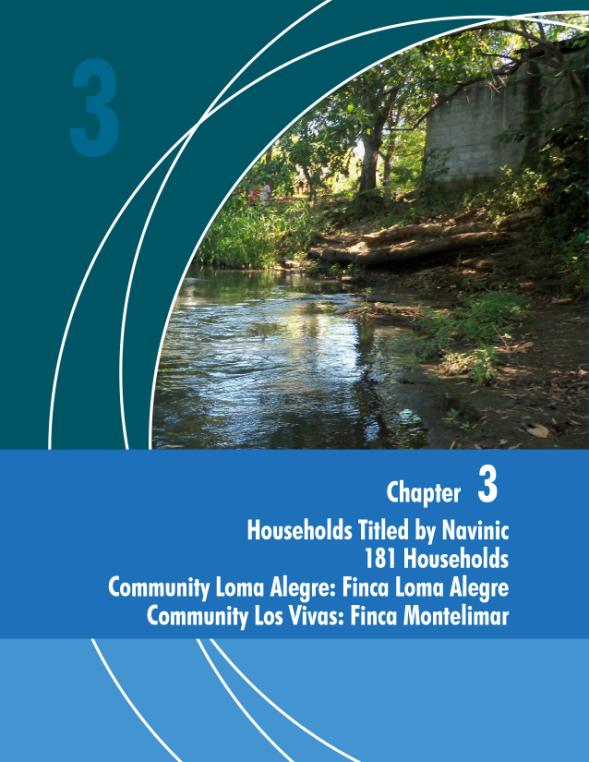 3
Chapter 3
Households Titled by Navinic
181 Households
Community Loma Alegre: Finca Loma Alegre
Community Los Vivas: Finca Montelimar